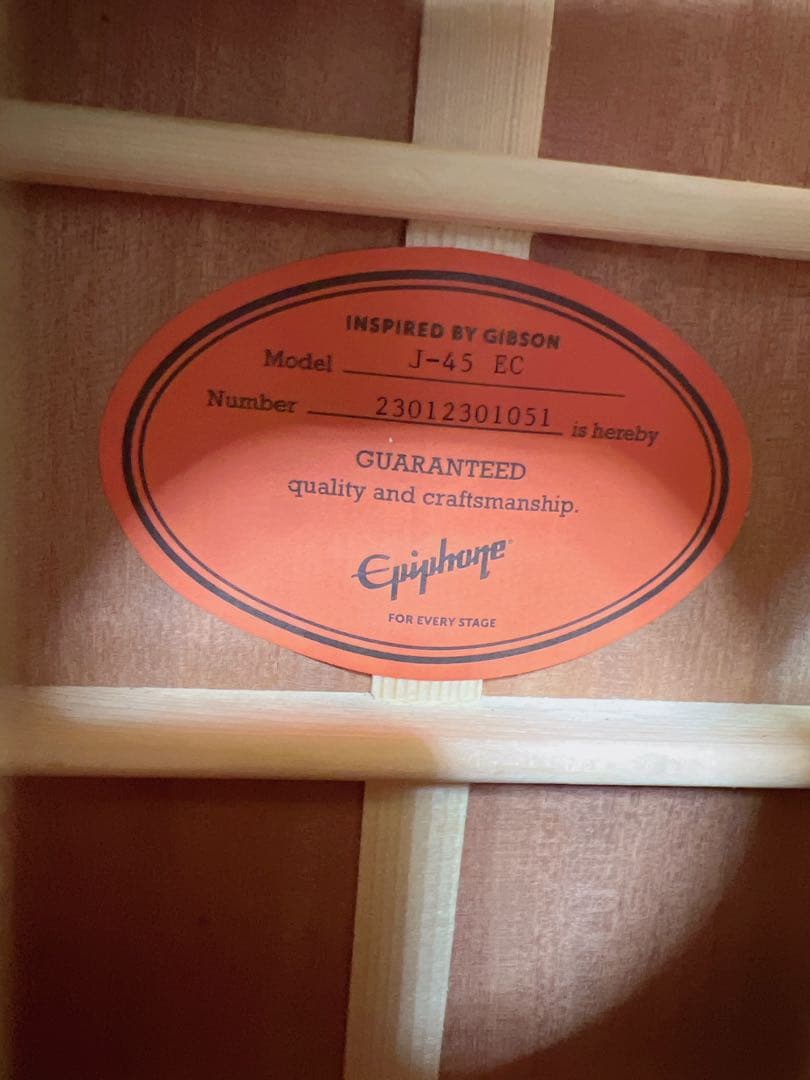 INSPIRED BY GIBSON
Model J-45 EC
Number 23012301051 is hereby
GUARANTEED
quality and craftsmanship.
Epiphone
FOR EVERY STAGE